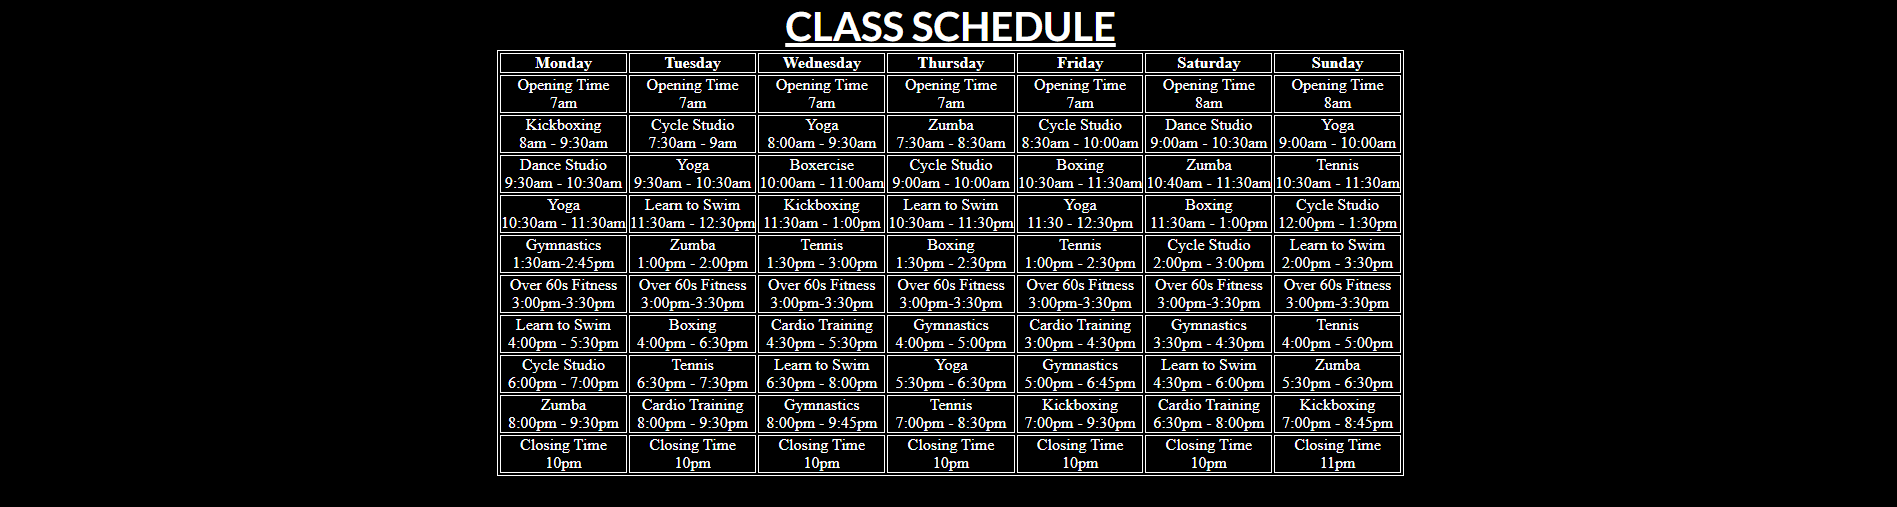 CLASS SCHEDULE
Monday Tuesday Wednesday Thursday Friday Saturday Sunday
Opening Time Opening Time Opening Time Opening Time Opening Time Opening Time Opening Time
7am 7am 7am 7am 7am 8am 8am
Kickboxing Cycle Studio Yoga Zumba Cycle Studio Dance Studio Yoga
8am - 9:30am 7:30am - 9am 8:00am - 9:30am 7:30am - 8:30am 8:30am - 10:00am 9:00am - 10:30am 9:00am - 10:00am
Dance Studio Yoga Boxercise Cycle Studio Boxing Zumba Tennis
9:30am - 10:30am 9:30am - 10:30am 10:00am - 11:00am 9:00am - 10:00am 10:30am - 11:30am 10:40am - 11:30am 10:30am - 11:30am
Yoga Learn to Swim Kickboxing Learn to Swim Yoga Boxing Cycle Studio
10:30am - 11:30am 11:30am - 12:30pm 11:30am - 1:00pm 10:30am - 11:30pm 11:30 - 12:30pm 11:30am - 1:00pm 12:00pm - 1:30pm
Gymnastics Zumba Tennis Boxing Tennis Cycle Studio Learn to Swim
1:30am-2:45pm 1:00pm - 2:00pm 1:30pm - 3:00pm 1:30pm - 2:30pm 1:00pm - 2:30pm 2:00pm - 3:00pm 2:00pm - 3:30pm
Over 60s Fitness Over 60s Fitness Over 60s Fitness Over 60s Fitness Over 60s Fitness Over 60s Fitness Over 60s Fitness
3:00pm-3:30pm 3:00pm-3:30pm 3:00pm-3:30pm 3:00pm-3:30pm 3:00pm-3:30pm 3:00pm-3:30pm 3:00pm-3:30pm
Learn to Swim Boxing Cardio Training Gymnastics Cardio Training Gymnastics Tennis
4:00pm - 5:30pm 4:00pm - 6:30pm 4:30pm - 5:30pm 4:00pm - 5:00pm 3:00pm - 4:30pm 3:30pm - 4:30pm 4:00pm - 5:00pm
Cycle Studio Tennis Learn to Swim Yoga Gymnastics Learn to Swim Zumba
6:00pm - 7:00pm 6:30pm - 7:30pm 6:30pm - 8:00pm 5:30pm - 6:30pm 5:00pm - 6:45pm 4:30pm - 6:00pm 5:30pm - 6:30pm
Zumba Cardio Training Gymnastics Tennis Kickboxing Cardio Training Kickboxing
8:00pm - 9:30pm 8:00pm - 9:30pm 8:00pm - 9:45pm 7:00pm - 8:30pm 7:00pm - 9:30pm 6:30pm - 8:00pm 7:00pm - 8:45pm
Closing Time Closing Time Closing Time Closing Time Closing Time Closing Time Closing Time
10pm 10pm 10pm 10pm 10pm 10pm 11pm